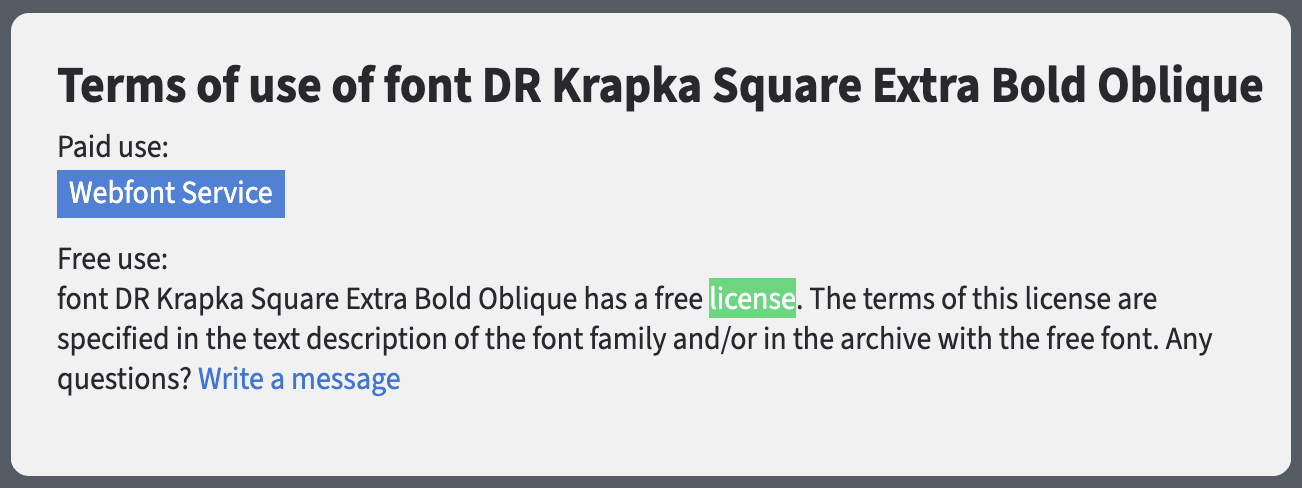 Terms of use of font DR Krapka Square Extra Bold Oblique
Paid use:
Webfont Service
Free use:
font DR Krapka Square Extra Bold Oblique has a free license. The terms of this license are
specified in the text description of the font family and/or in the archive with the free font. Any
questions? Write a message